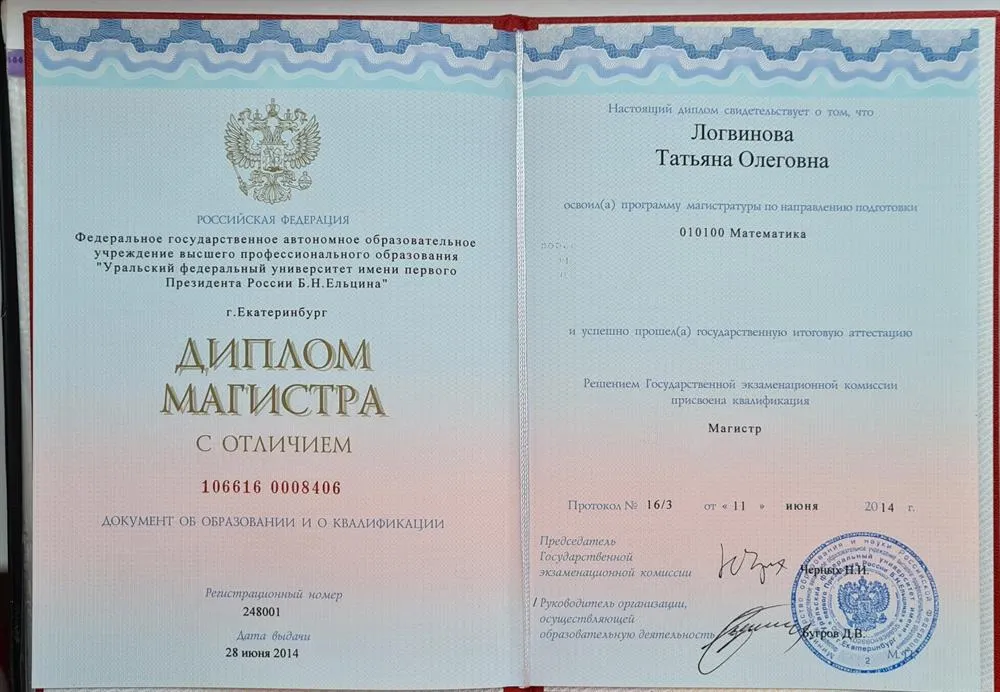 РОССИЙСКАЯ ФЕДЕРАЦИЯ
Федеральное государственное автономное образовательное
учреждение высшего профессионального образования
"Уральский федеральный университет имени первого
Президента России Б.Н.Ельцина"
г.Екатеринбург
ДИПЛОМ
МАГИСТРА
С ОТЛИЧИЕМ
106616 0008406
ДОКУМЕНТ ОБ ОБРАЗОВАНИИ И О КВАЛИФИКАЦИИ
Регистрационный номер
248001
Дата выдачи
28 июня 2014
Настоящий диплом свидетельствует о том, что
Логвинова
Татьяна Олеговна
освоил(а) программу магистратуры по направлению подготовки
010100 Математика
и успешно прошел(а) государственную итоговую аттестацию
Решением Государственной экзаменационной комиссии
присвоена квалификация
Магистр
Протокол № 16/3 от « 11 » июня 2014 г.
Председатель
Государственной
экзаменационной комиссии
Черных Н.И.
/ Руководитель организации,
осуществляющей
образовательную деятельность
Бугров Д.В.
М.П.
г.Екатеринбург
2